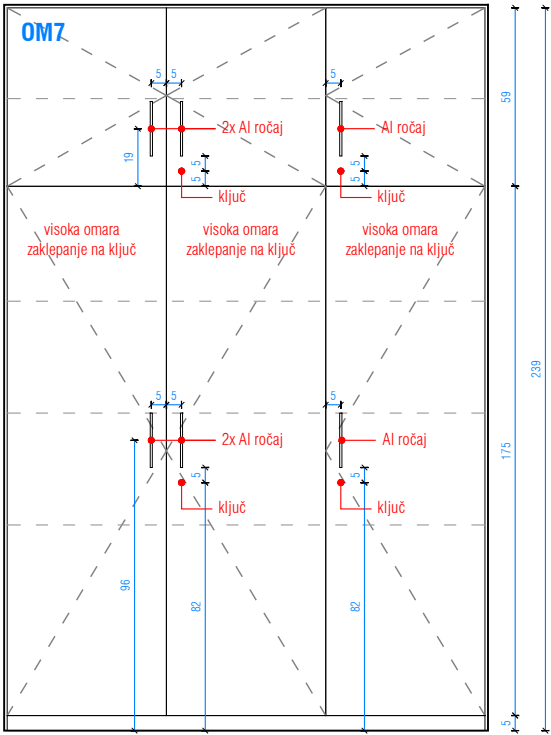 OM7
5 5
5
59
2x Al ročaj
Al ročaj
19
5
5
5
5
ključ
ključ
visoka omara
zaklepanje na ključ
visoka omara
zaklepanje na ključ
visoka omara
zaklepanje na ključ
239
5 5
5
2x Al ročaj
Al ročaj
175
5
5
ključ
ključ
96
82
82
5